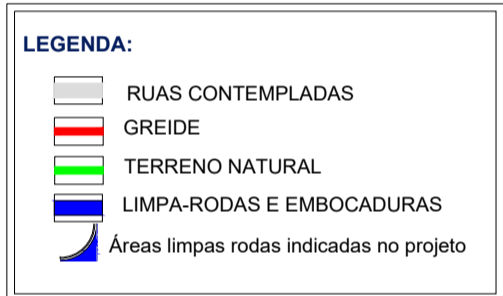 LEGENDA:
RUAS CONTEMPLADAS
GREIDE
TERRENO NATURAL
LIMPA-RODAS E EMBOCADURAS
Áreas limpas rodas indicadas no projeto